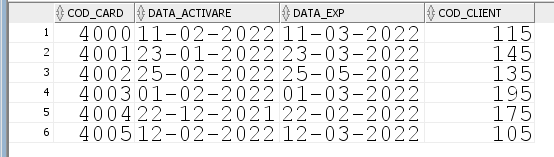 COD_CARD DATA_ACTIVARE DATA_EXP COD_CLIENT
1 4000 11-02-2022 11-03-2022 115
2 4001 23-01-2022 23-03-2022 145
3 4002 25-02-2022 25-05-2022 135
4 4003 01-02-2022 01-03-2022 195
5 4004 22-12-2021 22-02-2022 175
6 4005 12-02-2022 12-03-2022 105